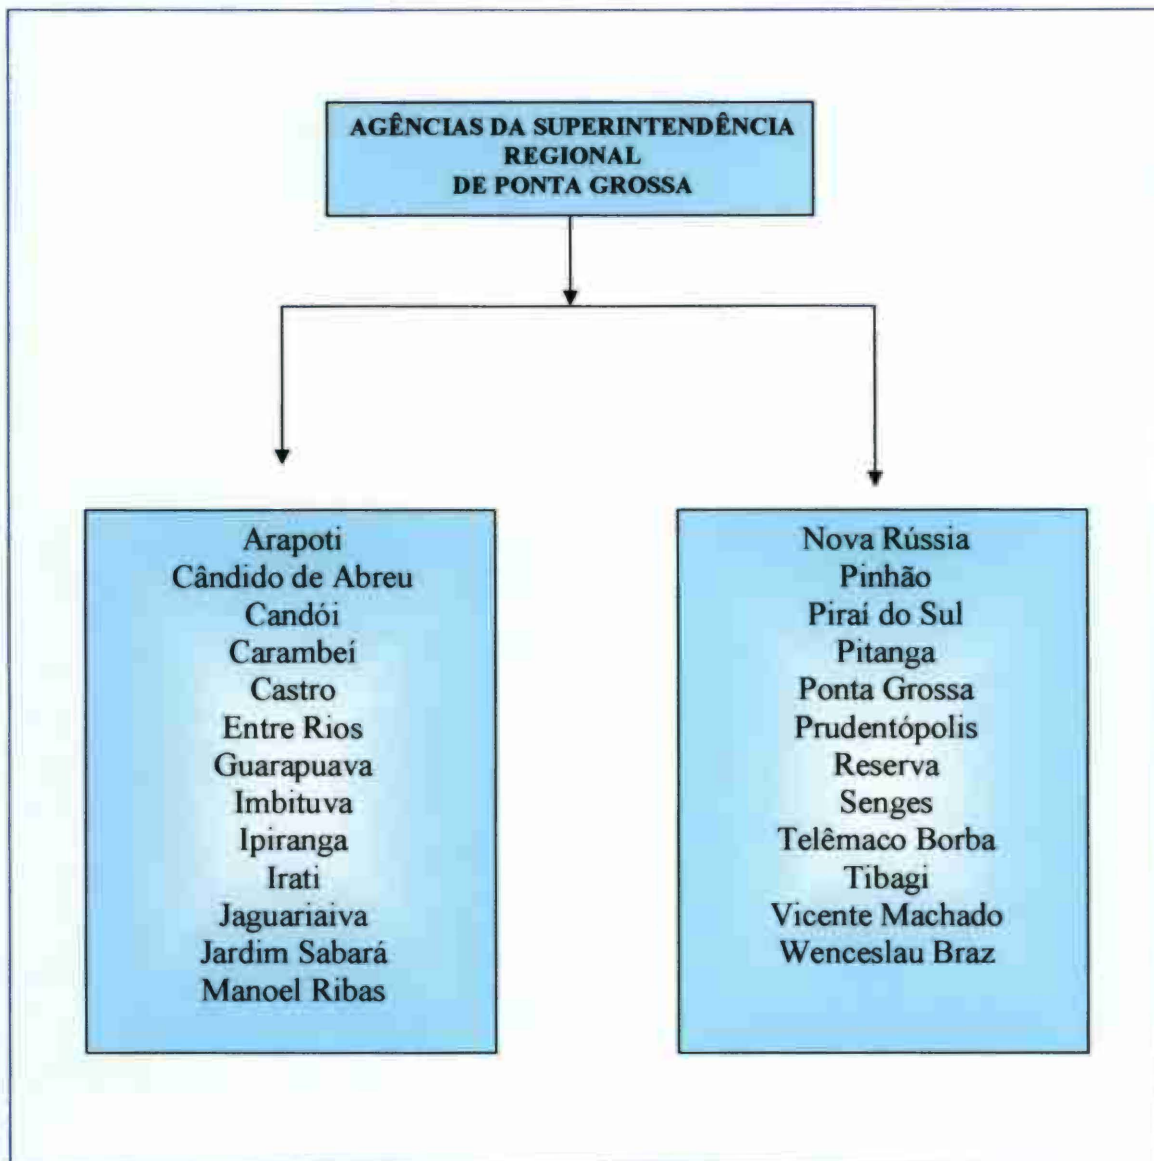 AGÊNCIAS DA SUPERINTENDÊNCIA
REGIONAL
DE PONTA GROSSA
Arapoti
Cândido de Abreu
Candói
Carambeí
Castro
Entre Rios
Guarapuava
Imbituva
Ipiranga
Irati
Jaguariaiva
Jardim Sabará
Manoel Ribas
Nova Rússia
Pinhão
Piraí do Sul
Pitanga
Ponta Grossa
Prudentópolis
Reserva
Senges
Telêmaco Borba
Tibagi
Vicente Machado
Wenceslau Braz